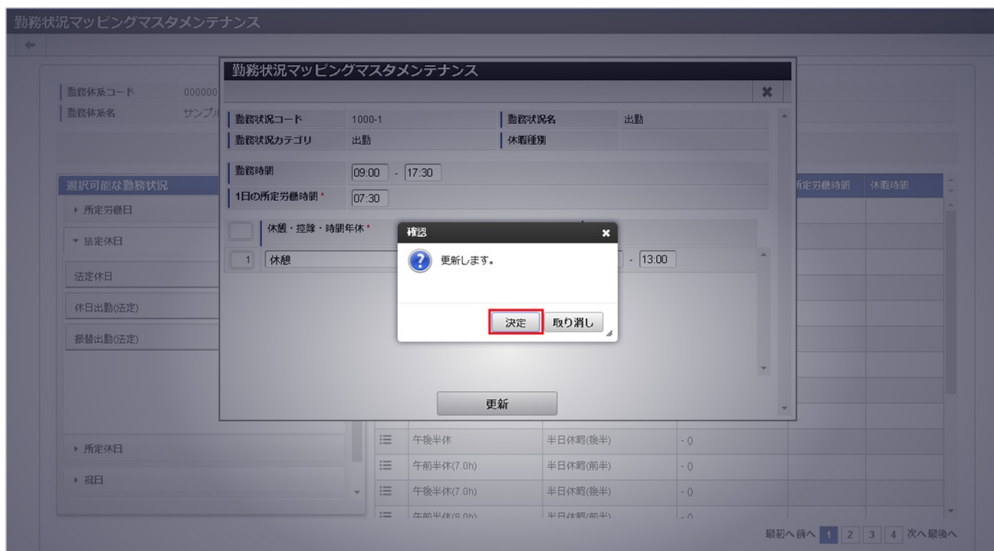 勤務状況マッピングマスタメンテナンス
勤務体系コード 000000
勤務体系名 サンプル
選択可能な勤務状況
所定労働日
法定休日
法定休日
休日出勤(法定)
振替出勤(法定)
所定休日
祝日
勤務状況マッピングマスタメンテナンス
勤務状況コード 1000-1 勤務状況名 出勤
勤務状況カテゴリ 出勤 休暇種別
勤務時間 09:00 - 17:30
1日の所定労働時間* 07:30
休憩・控除・時間年休*
1 休憩 - 13:00
確認
更新します。
決定 取り消し
更新
所定労働時間 休暇時間
午後半休 半日休暇(後半) - ()
午前半休(7.0h) 半日休暇(前半) - ()
午後半休(7.0h) 半日休暇(後半) - ()
午前半休(8.0h) 半日休暇(前半) - ()
最初へ 前へ 1 2 3 4 次へ 最後へ